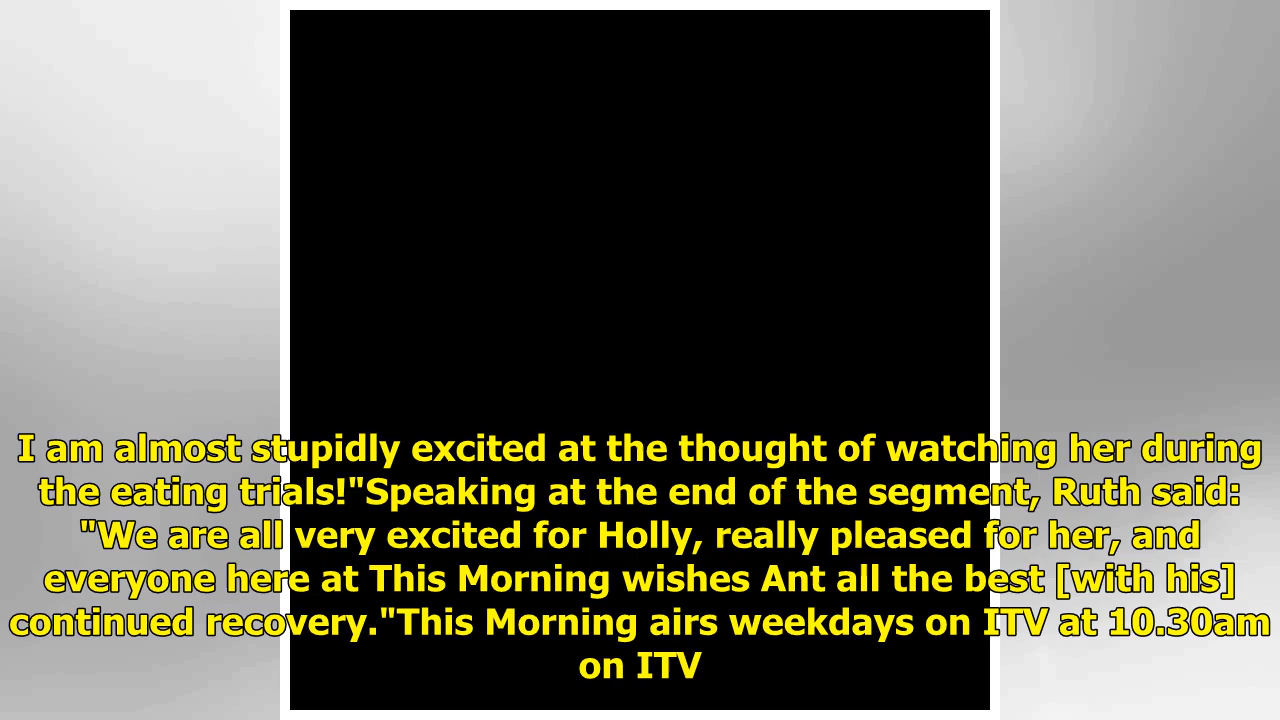 I am almost stupidly excited at the thought of watching her during
the eating trials!"Speaking at the end of the segment, Ruth said:
"We are all very excited for Holly, really pleased for her, and
everyone here at This Morning wishes Ant all the best [with his]
continued recovery."This Morning airs weekdays on ITV at 10.30am
on ITV